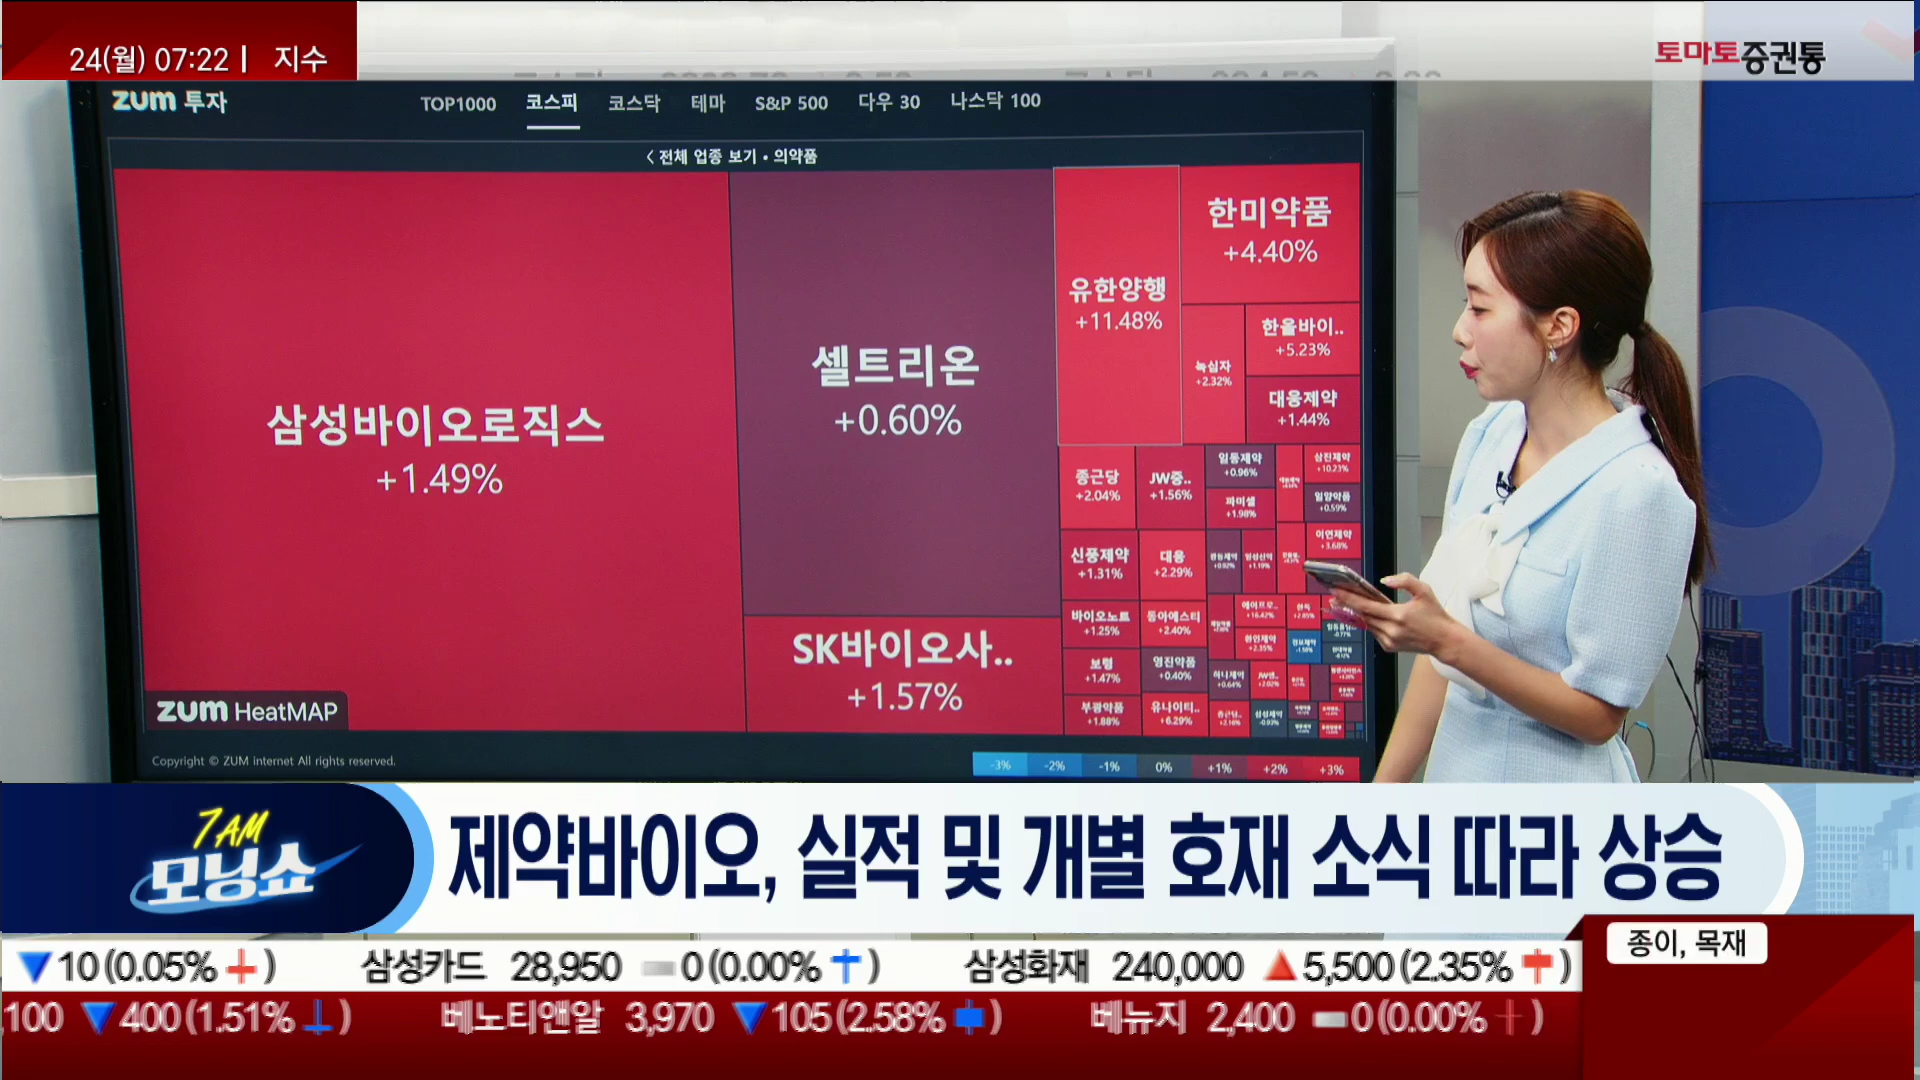 24(월) 07:22 | 지수
토마토증권통
zum 투자
TOP1000 코스피 코스닥 테마 S&P 500 다우 30 나스닥 100
< 전체 업종 보기 • 의약품
삼성바이오로직스
+1.49%
셀트리온
+0.60%
SK바이오사..
+1.57%
유한양행
+11.48%
한미약품
+4.40%
녹십자
+2.32%
한올바이..
+5.23%
대웅제약
+1.44%
종근당
+2.04%
JW중..
+1.56%
일동제약
+0.96%
파미셀
+1.98%
삼진제약
+10.23%
일양약품
+0.59%
이연제약
+3.68%
신풍제약
+1.31%
대웅
+2.29%
바이오노트
+1.25%
동아에스티
+2.40%
보령
+1.47%
영진약품
+0.40%
부광약품
+1.88%
유나이티..
+6.29%
zum HeatMAP
Copyright © ZUM internet All rights reserved.
-3% -2% -1% 0% +1% +2% +3%
7AM
모닝쇼
제약바이오, 실적 및 개별 호재 소식 따라 상승
▼10(0.05% ) 삼성카드 28,950 0(0.00% ) 삼성화재 240,000 ▲5,500(2.35% )
종이, 목재
,100 ▼400(1.51% ) 베노티앤알 3,970 ▼105(2.58% ) 베뉴지 2,400 0(0.00% )